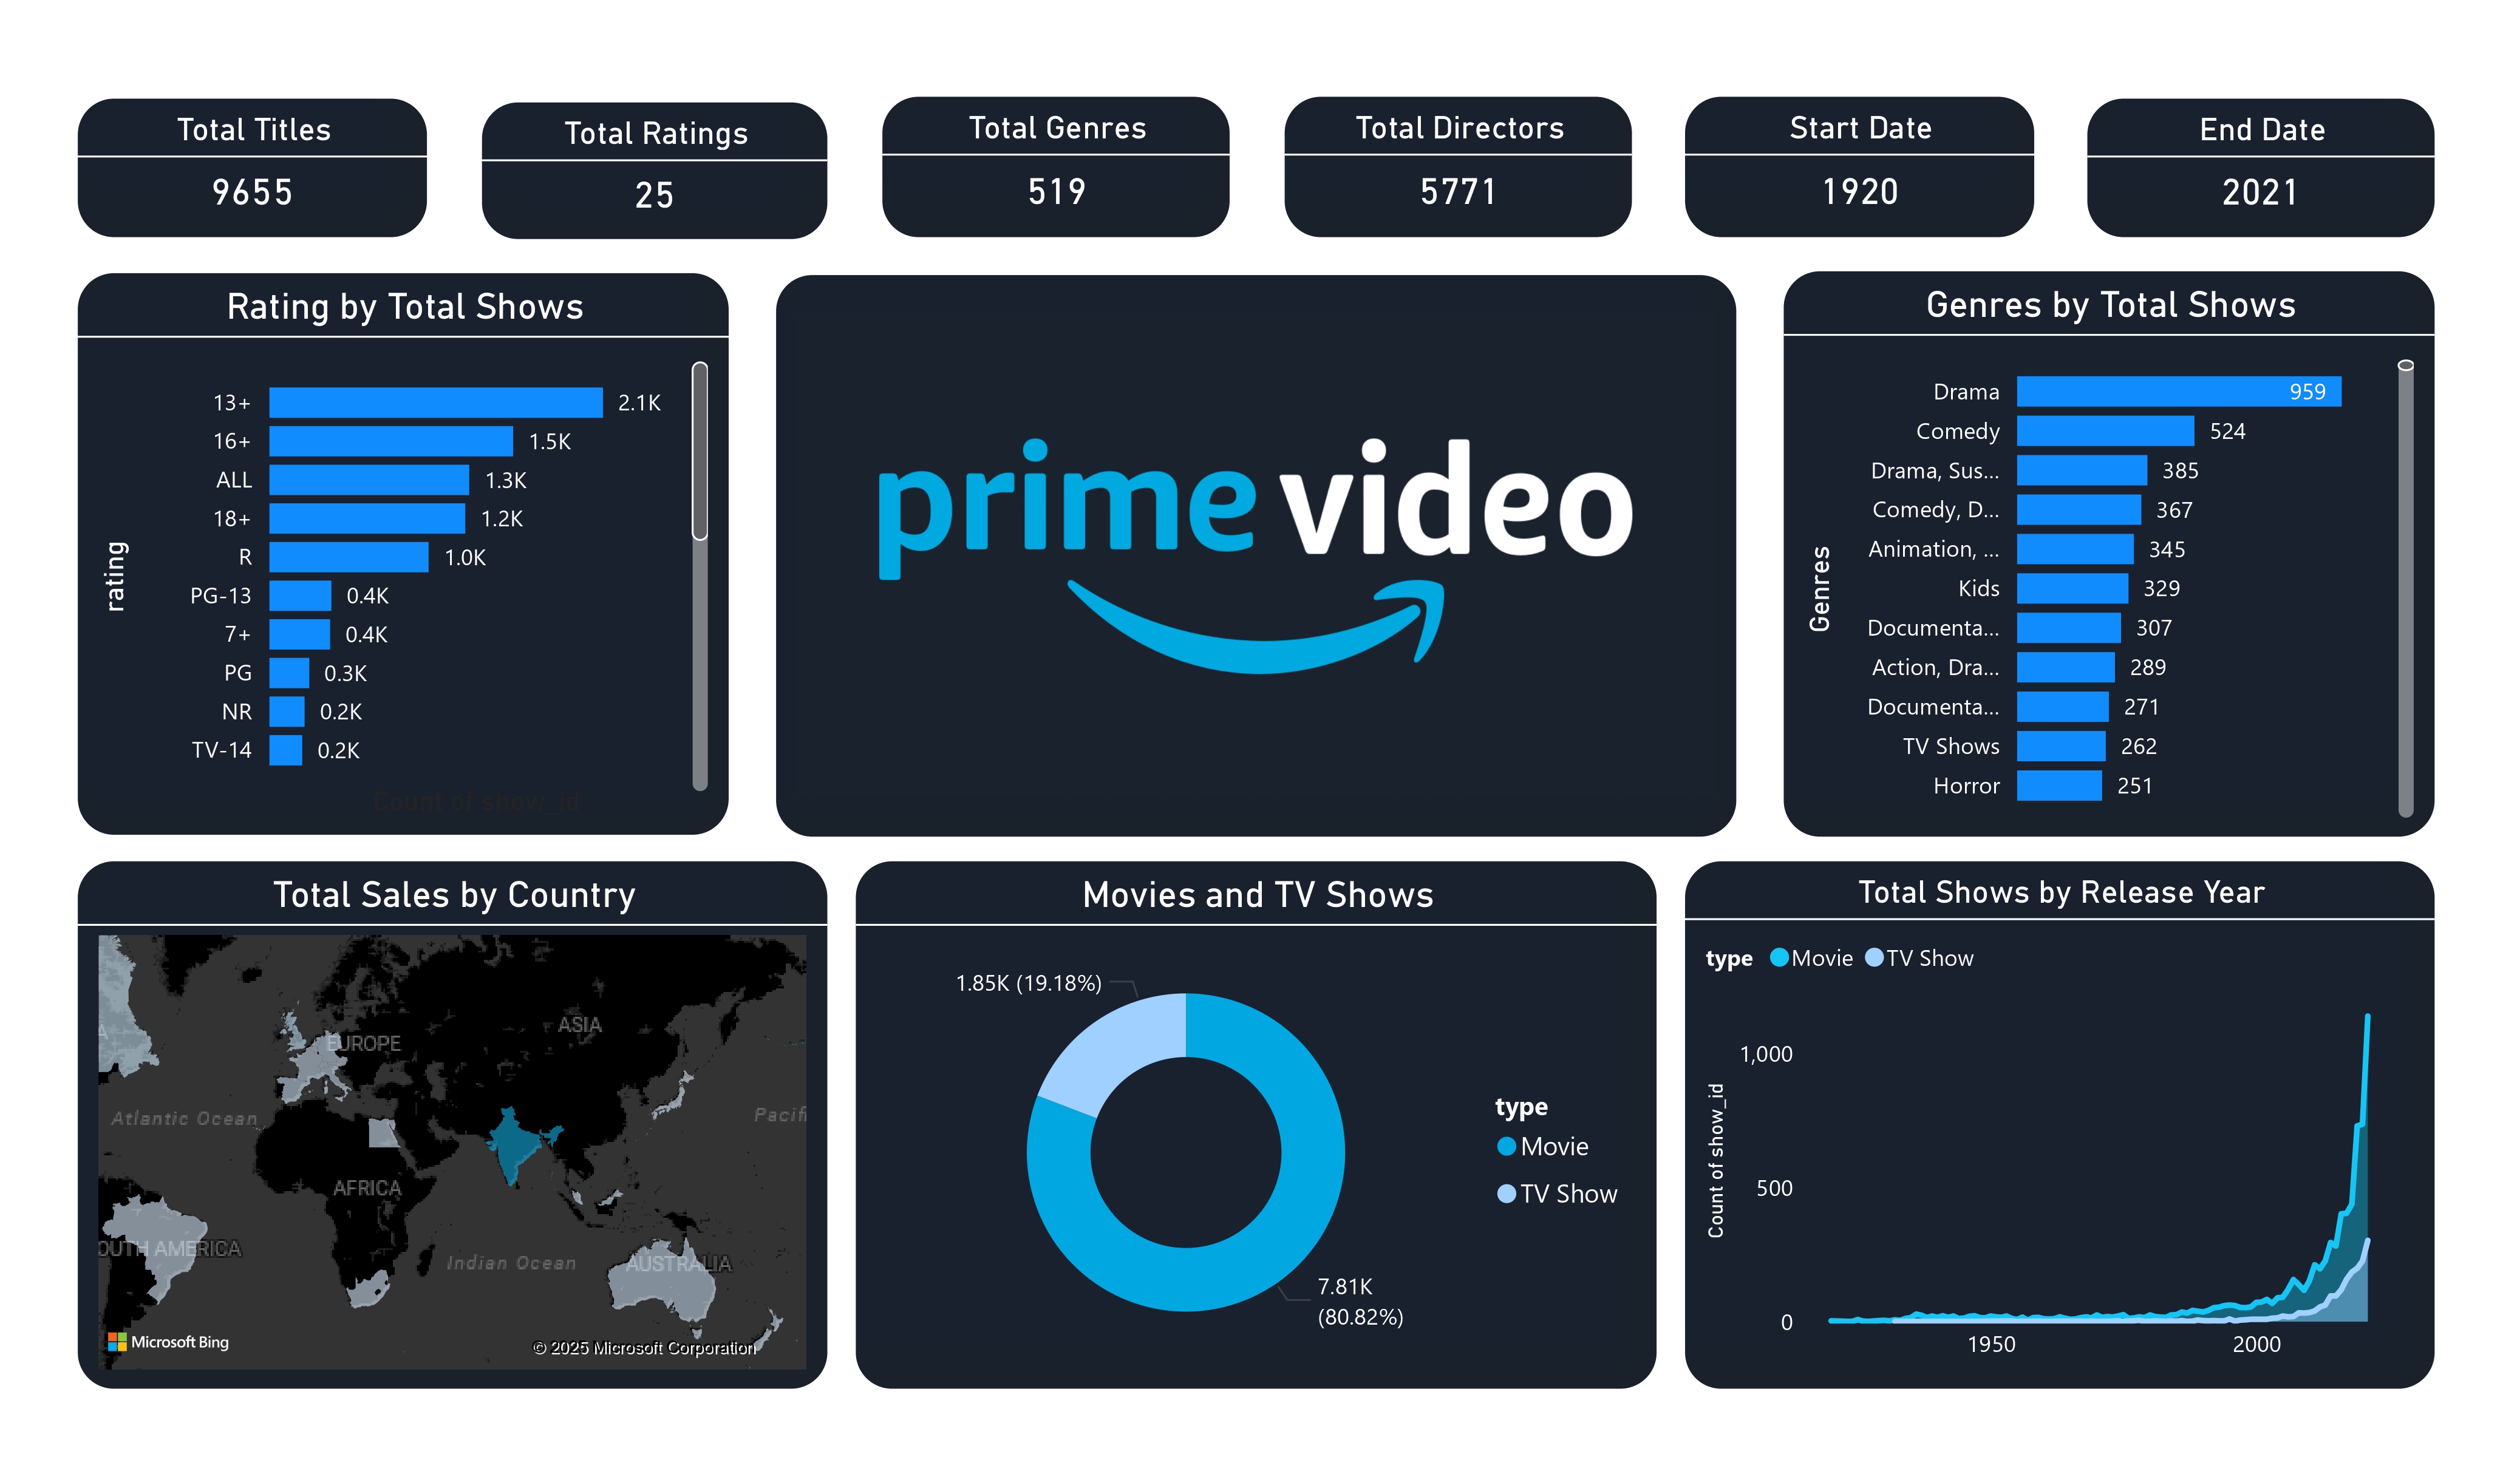 Total Titles
9655
Total Ratings
25
Total Genres
519
Total Directors
5771
Start Date
1920
End Date
2021
Rating by Total Shows
rating
13+ 2.1K
16+ 1.5K
ALL 1.3K
18+ 1.2K
R 1.0K
PG-13 0.4K
7+ 0.4K
PG 0.3K
NR 0.2K
TV-14 0.2K
Count of show_id
prime video
Genres by Total Shows
Genres
Drama 959
Comedy 524
Drama, Sus... 385
Comedy, D... 367
Animation, ... 345
Kids 329
Documenta... 307
Action, Dra... 289
Documenta... 271
TV Shows 262
Horror 251
Total Sales by Country
ASIA
EUROPE
A
Atlantic Ocean
Pacif
AFRICA
OUTH AMERICA
Indian Ocean
AUSTRALIA
Microsoft Bing
© 2025 Microsoft Corporation
Movies and TV Shows
1.85K (19.18%)
type
Movie
TV Show
7.81K
(80.82%)
Total Shows by Release Year
type Movie TV Show
Count of show_id
1,000
500
0
1950 2000